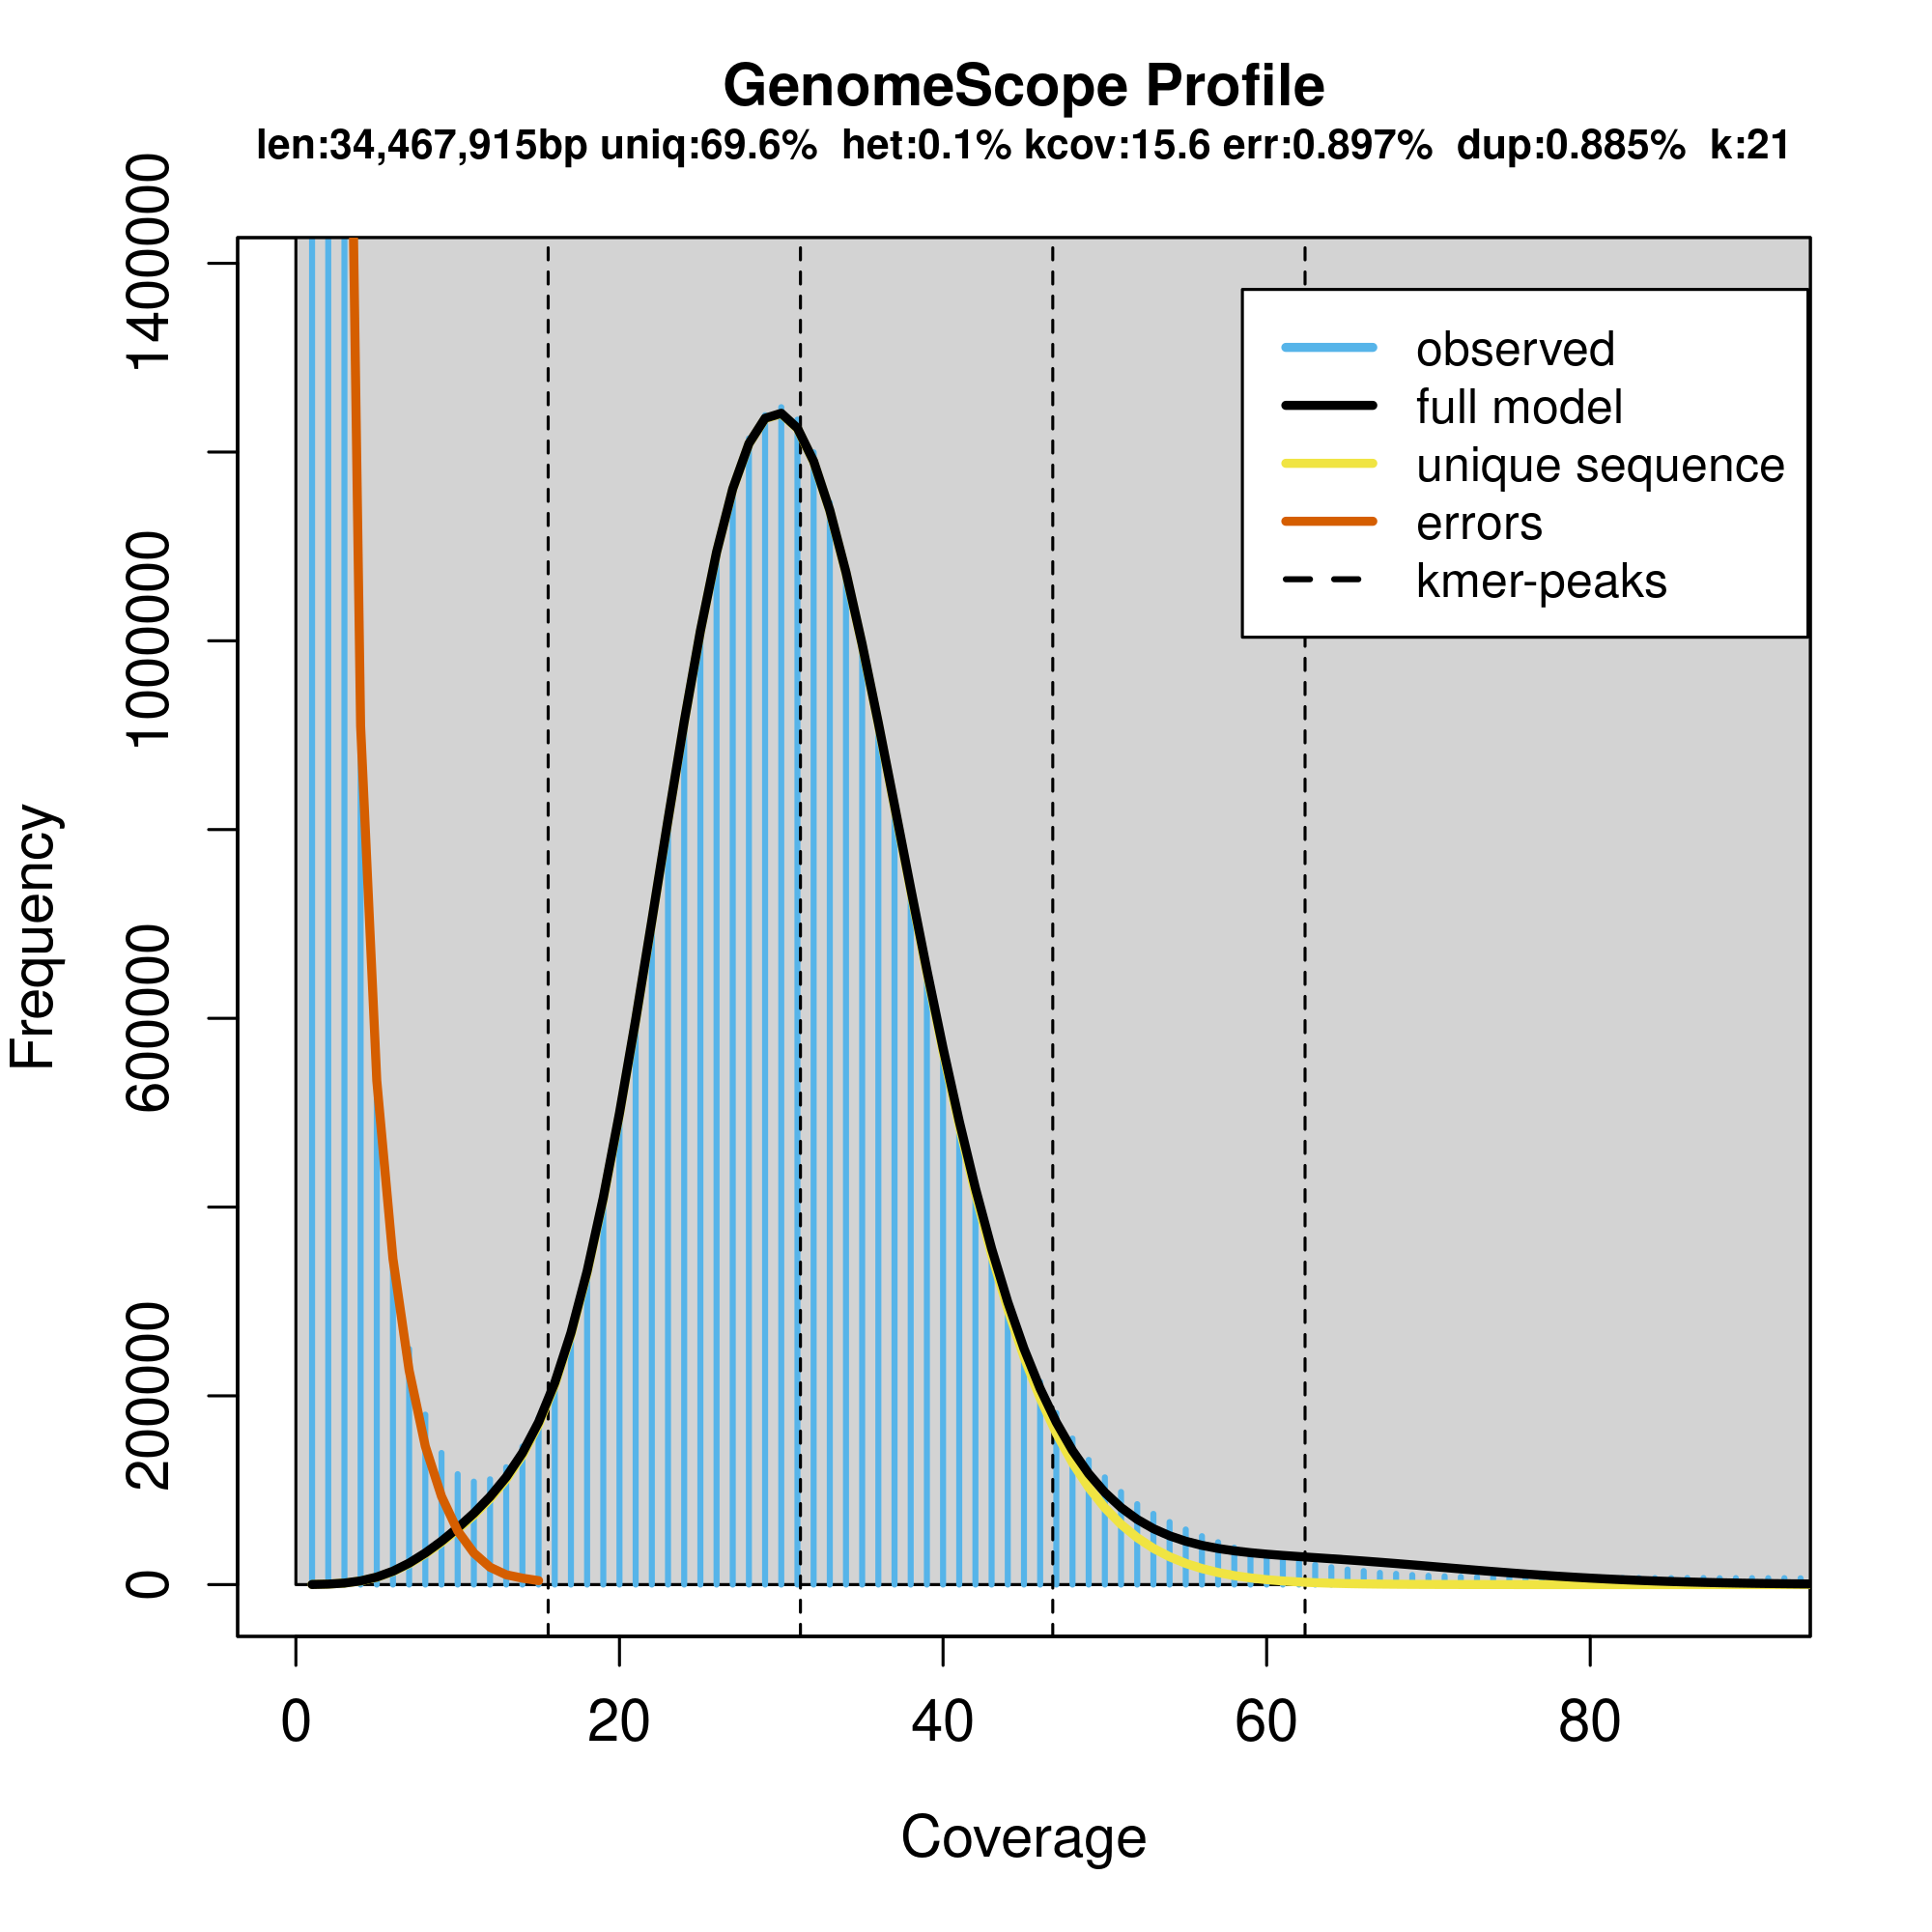 GenomeScope Profile
len:34,467,915bp uniq:69.6% het:0.1% kcov:15.6 err:0.897% dup:0.885% k:21
Frequency
1400000
1000000
600000
200000
0
observed
full model
unique sequence
errors
kmer-peaks
0 20 40 60 80
Coverage